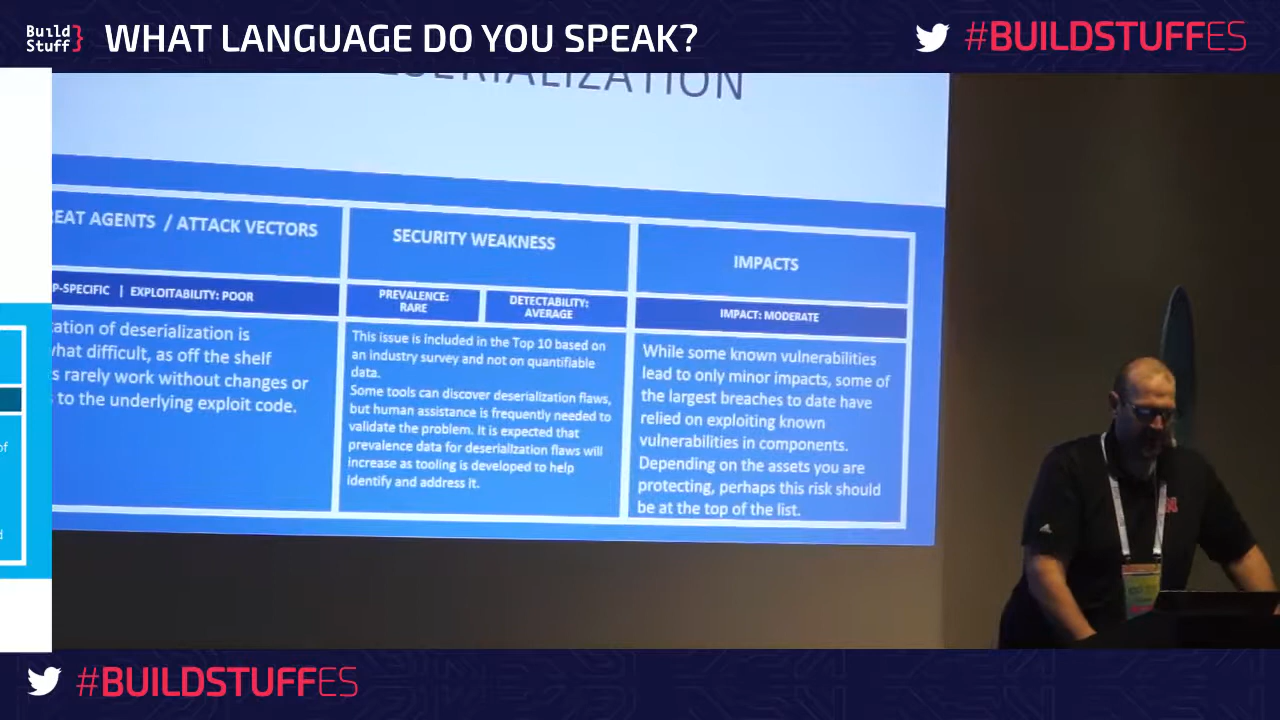 Build
Stuff}
WHAT LANGUAGE DO YOU SPEAK?
#BUILDSTUFFES
THREAT AGENTS / ATTACK VECTORS
SECURITY WEAKNESS
IMPACTS
EXPLOITABILITY: POOR
PREVALENCE:
RARE
DETECTABILITY:
AVERAGE
IMPACT: MODERATE
of deserialization is
difficult, as off the shelf
rarely work without changes or
to the underlying exploit code.
This issue is included in the Top 10 based on
an industry survey and not on quantifiable
data.
Some tools can discover deserialization flaws,
but human assistance is frequently needed to
validate the problem. It is expected that
prevalence data for deserialization flaws will
increase as tooling is developed to help
identify and address it.
While some known vulnerabilities
lead to only minor impacts, some of
the largest breaches to date have
relied on exploiting known
vulnerabilities in components.
Depending on the assets you are
protecting, perhaps this risk should
be at the top of the list.
of
#BUILDSTUFFES